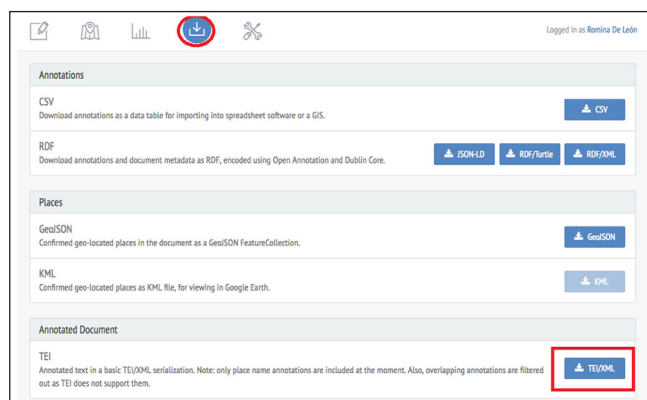 Logged in as Romina De León
Annotations
CSV
Download annotations as a data table for importing into spreadsheet software or a GIS.
CSV
RDF
Download annotations and document metadata as RDF, encoded using Open Annotation and Dublin Core.
JSON-LD RDF/Turtle RDF/XML
Places
GeoJSON
Confirmed geo-located places in the document as a GeoJSON FeatureCollection.
GeoJSON
KML
Confirmed geo-located places as KML file, for viewing in Google Earth.
KML
Annotated Document
TEI
Annotated text in a basic TEI/XML serialization. Note: only place name annotations are included at the moment. Also, overlapping annotations are filtered
out as TEI does not support them.
TEI/XML